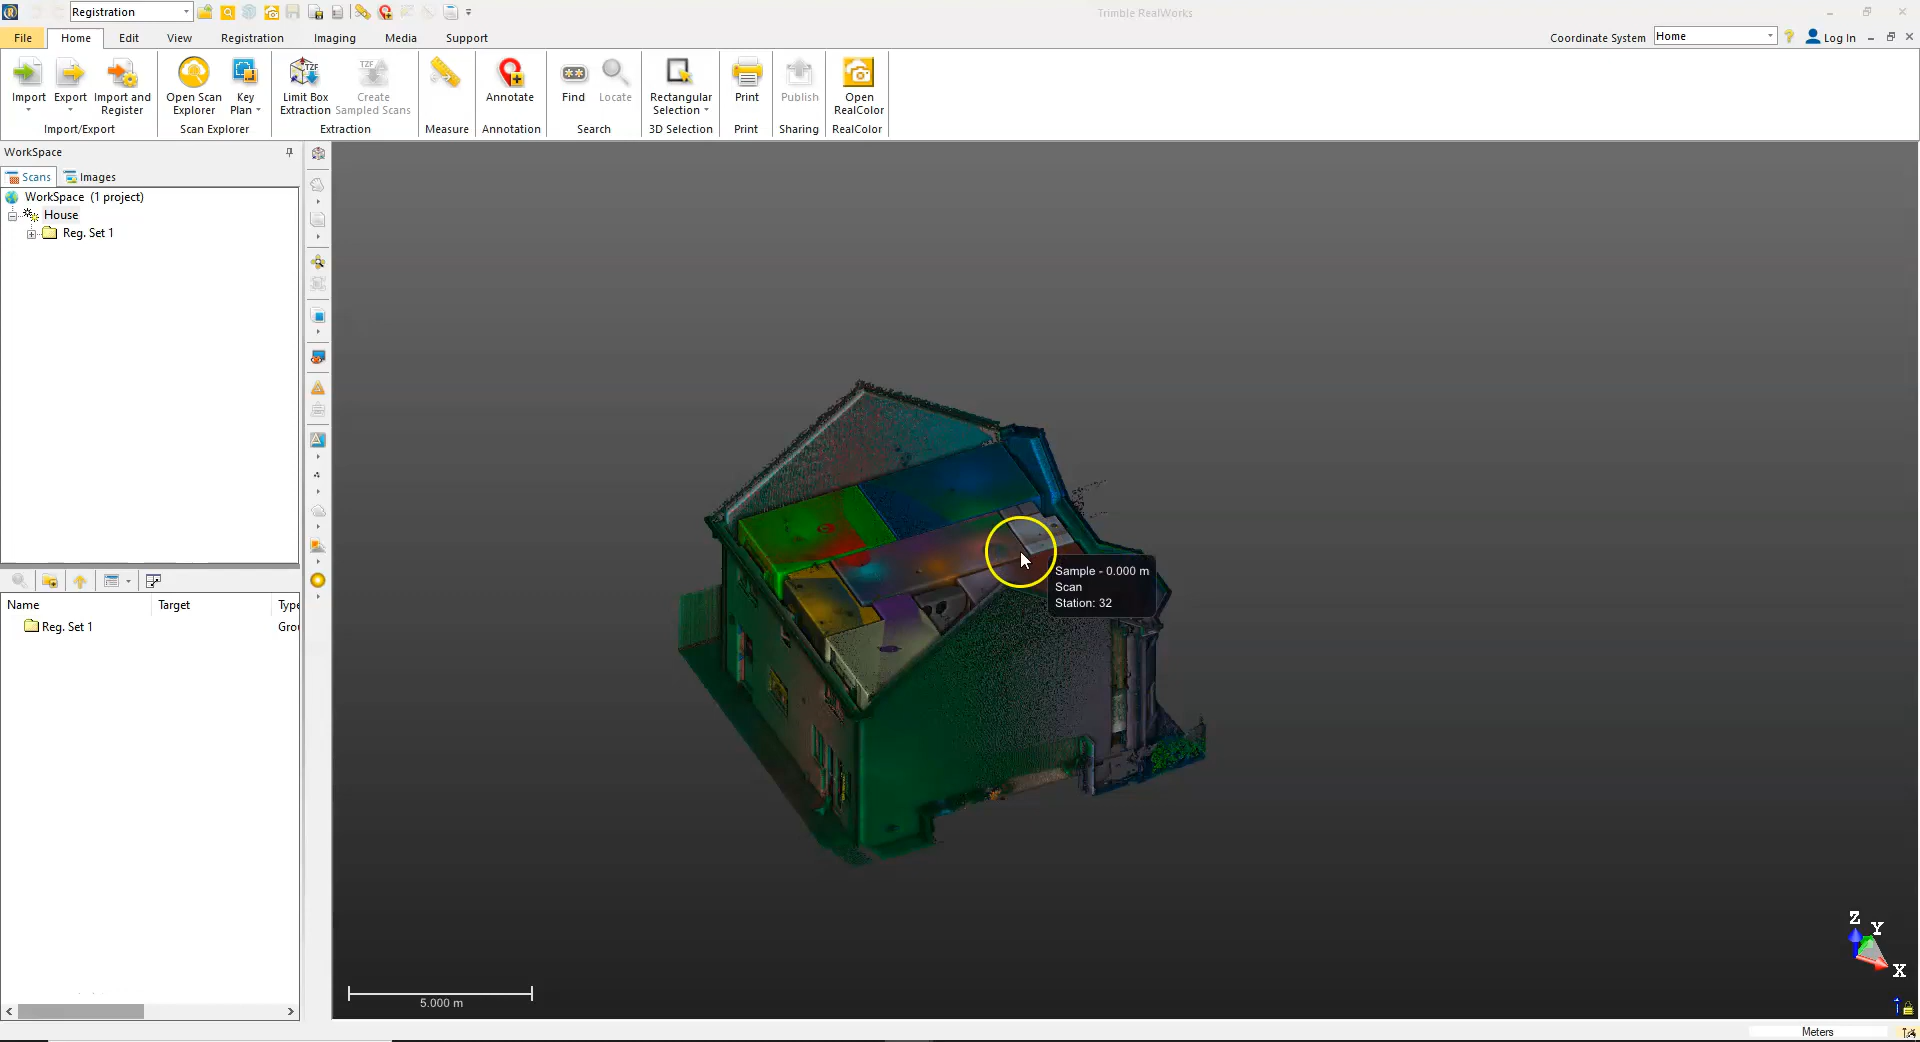 Registration
Trimble RealWorks
File Home Edit View Registration Imaging Media Support
Coordinate System Home Log In
Import Export Import and Register
Import/Export
Open Scan Explorer Key Plan
Scan Explorer
TZF Limit Box Extraction TZF Create Sampled Scans
Extraction
Measure
Annotate
Annotation
Find Locate
Search
Rectangular Selection
3D Selection
Print
Print
Publish
Sharing
Open RealColor
RealColor
WorkSpace
Scans Images
WorkSpace (1 project)
House
Reg. Set 1
Name Target Type
Reg. Set 1 Grou
Sample - 0.000 m
Scan
Station: 32
5.000 m
Z
Y
X
Meters